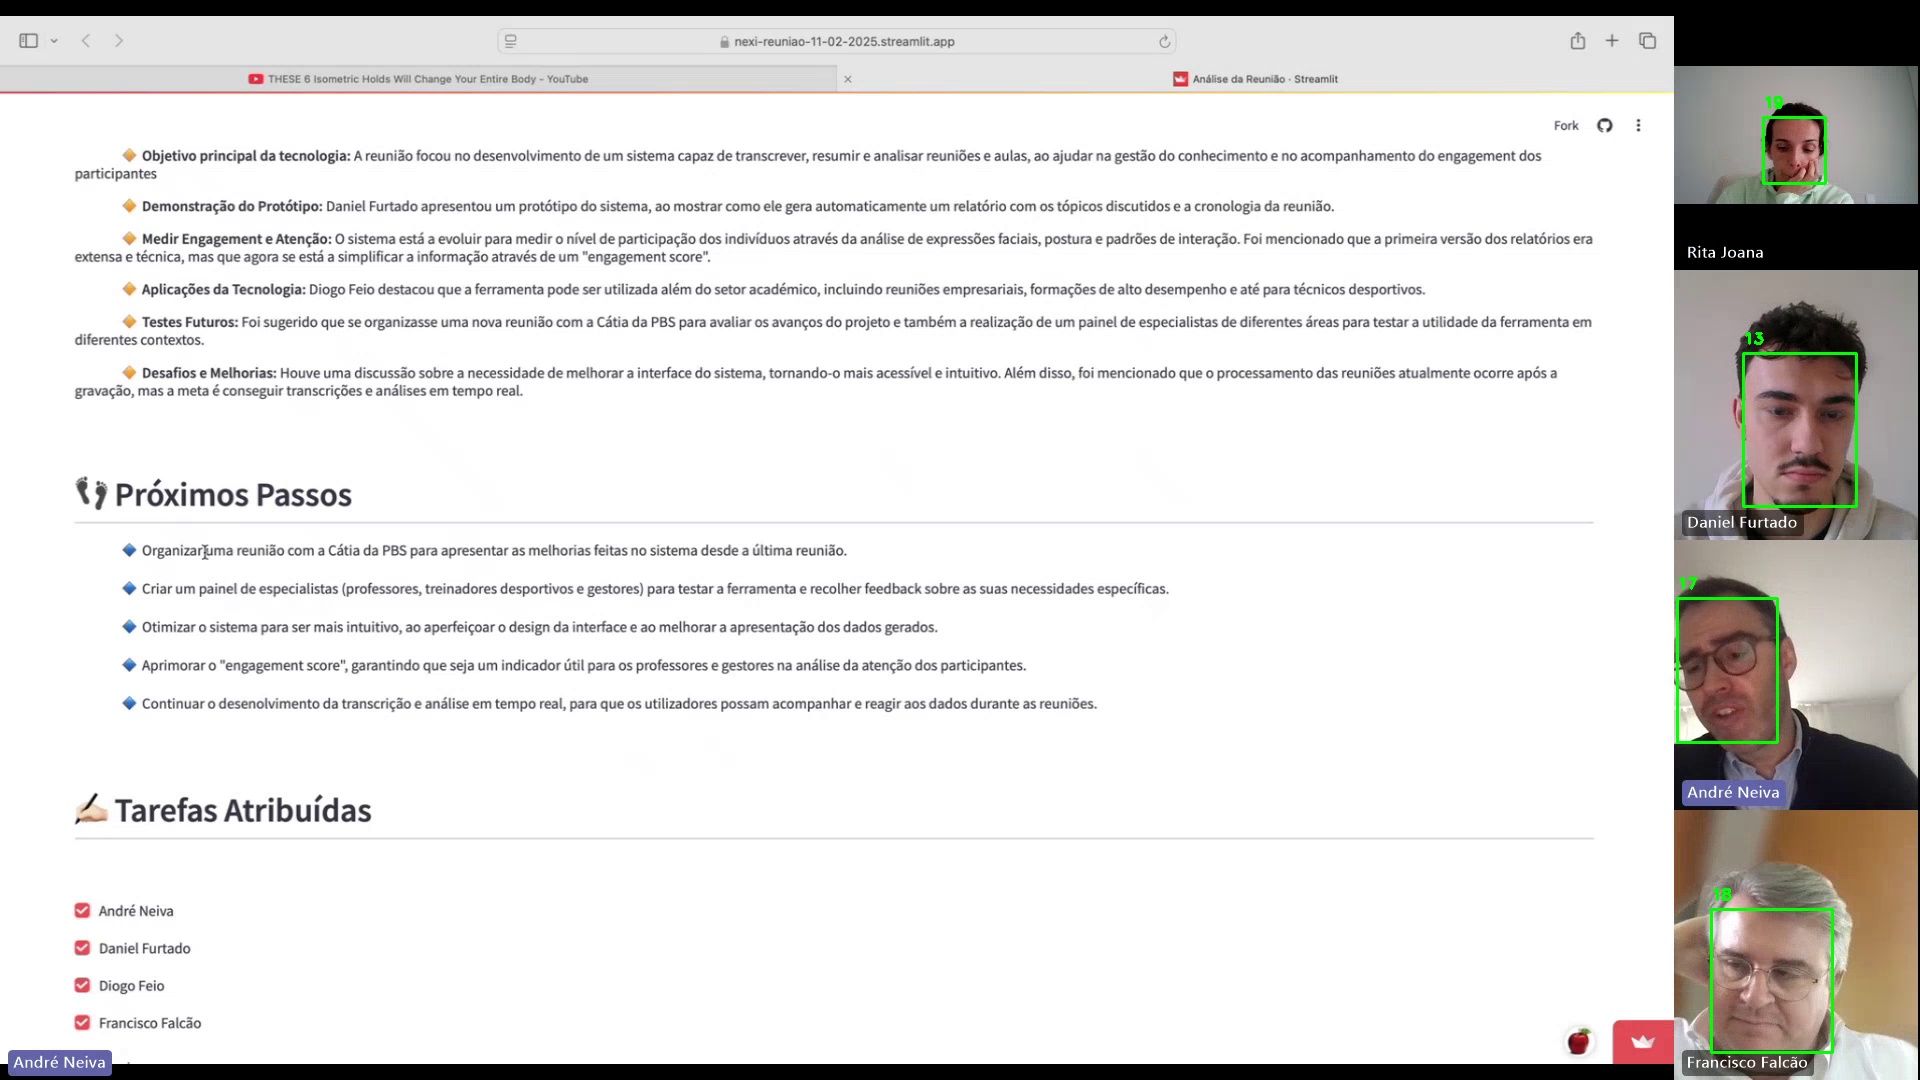 nexi-reuniao-11-02-2025.streamlit.app
THESE 6 Isometric Holds Will Change Your Entire Body - YouTube
Análise da Reunião · Streamlit
Fork
Objetivo principal da tecnologia: A reunião focou no desenvolvimento de um sistema capaz de transcrever, resumir e analisar reuniões e aulas, ao ajudar na gestão do conhecimento e no acompanhamento do engagement dos
participantes
Demonstração do Protótipo: Daniel Furtado apresentou um protótipo do sistema, ao mostrar como ele gera automaticamente um relatório com os tópicos discutidos e a cronologia da reunião.
Medir Engagement e Atenção: O sistema está a evoluir para medir o nível de participação dos indivíduos através da análise de expressões faciais, postura e padrões de interação. Foi mencionado que a primeira versão dos relatórios era
extensa e técnica, mas que agora se está a simplificar a informação através de um "engagement score".
Aplicações da Tecnologia: Diogo Feio destacou que a ferramenta pode ser utilizada além do setor académico, incluindo reuniões empresariais, formações de alto desempenho e até para técnicos desportivos.
Testes Futuros: Foi sugerido que se organizasse uma nova reunião com a Cátia da PBS para avaliar os avanços do projeto e também a realização de um painel de especialistas de diferentes áreas para testar a utilidade da ferramenta em
diferentes contextos.
Desafios e Melhorias: Houve uma discussão sobre a necessidade de melhorar a interface do sistema, tornando-o mais acessível e intuitivo. Além disso, foi mencionado que o processamento das reuniões atualmente ocorre após a
gravação, mas a meta é conseguir transcrições e análises em tempo real.
Próximos Passos
Organizar uma reunião com a Cátia da PBS para apresentar as melhorias feitas no sistema desde a última reunião.
Criar um painel de especialistas (professores, treinadores desportivos e gestores) para testar a ferramenta e recolher feedback sobre as suas necessidades específicas.
Otimizar o sistema para ser mais intuitivo, ao aperfeiçoar o design da interface e ao melhorar a apresentação dos dados gerados.
Aprimorar o "engagement score", garantindo que seja um indicador útil para os professores e gestores na análise da atenção dos participantes.
Continuar o desenolvimento da transcrição e análise em tempo real, para que os utilizadores possam acompanhar e reagir aos dados durante as reuniões.
Tarefas Atribuídas
André Neiva
Daniel Furtado
Diogo Feio
Francisco Falcão
André Neiva
19
Rita Joana
13
Daniel Furtado
17
André Neiva
18
Francisco Falcão